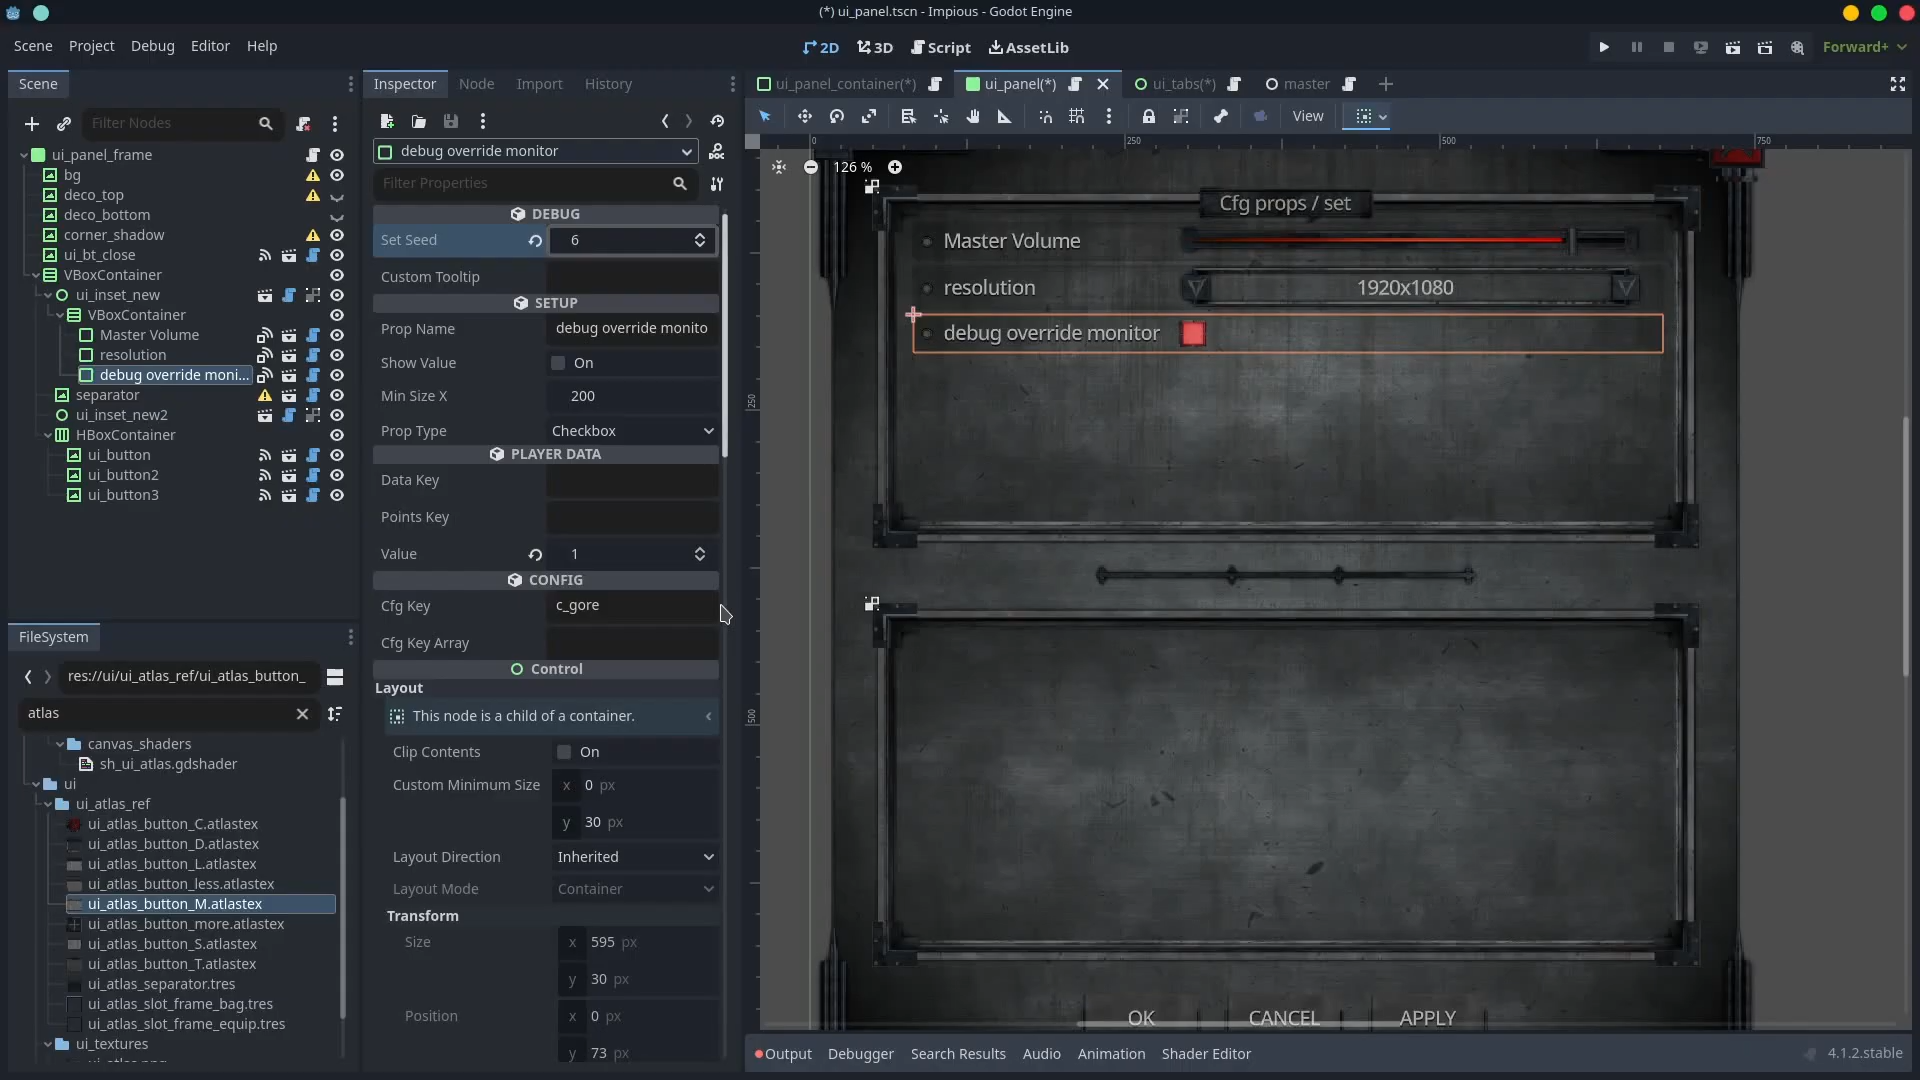 (*) ui_panel.tscn - Impious - Godot Engine
Scene Project Debug Editor Help
2D 3D Script AssetLib
Forward+
Scene
Filter Nodes
ui_panel_frame
bg
deco_top
deco_bottom
corner_shadow
ui_bt_close
VBoxContainer
ui_inset_new
VBoxContainer
Master Volume
resolution
debug override moni...
separator
ui_inset_new2
HBoxContainer
ui_button
ui_button2
ui_button3
FileSystem
res://ui/ui_atlas_ref/ui_atlas_button_
atlas
canvas_shaders
sh_ui_atlas.gdshader
ui
ui_atlas_ref
ui_atlas_button_C.atlastex
ui_atlas_button_D.atlastex
ui_atlas_button_L.atlastex
ui_atlas_button_less.atlastex
ui_atlas_button_M.atlastex
ui_atlas_button_more.atlastex
ui_atlas_button_S.atlastex
ui_atlas_button_T.atlastex
ui_atlas_separator.tres
ui_atlas_slot_frame_bag.tres
ui_atlas_slot_frame_equip.tres
ui_textures
Inspector Node Import History
debug override monitor
Filter Properties
DEBUG
Set Seed 6
Custom Tooltip
SETUP
Prop Name debug override monito
Show Value On
Min Size X 200
Prop Type Checkbox
PLAYER DATA
Data Key
Points Key
Value 1
CONFIG
Cfg Key c_gore
Cfg Key Array
Control
Layout
This node is a child of a container.
Clip Contents On
Custom Minimum Size x 0 px
y 30 px
Layout Direction Inherited
Layout Mode Container
Transform
Size x 595 px
y 30 px
Position x 0 px
y 73 px
ui_panel_container(*) ui_panel(*) ui_tabs(*) master
View
0 250 500 750
126 %
250
500
Cfg props / set
Master Volume
resolution 1920x1080
debug override monitor
OK CANCEL APPLY
Output Debugger Search Results Audio Animation Shader Editor
4.1.2.stable